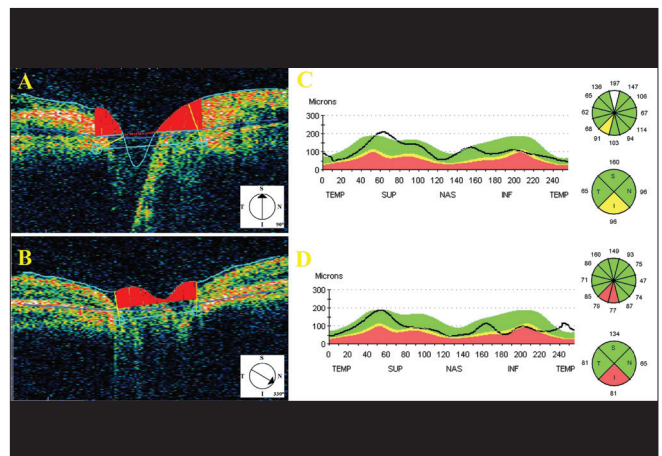 A
S
T
N
I
90°
B
S
T
N
I
330°
C
Microns
300
200
100
0
0 20 40 60 80 100 120 140 160 180 200 220 240
TEMP SUP NAS INF TEMP
197
136 147
65 106
62 67
68 114
91 94
103
160
S
65 T N 96
I
96
D
Microns
300
200
100
0
0 20 40 60 80 100 120 140 160 180 200 220 240
TEMP SUP NAS INF TEMP
149
160 93
86 75
71 47
85 74
79 87
77
134
S
81 T N 65
I
81